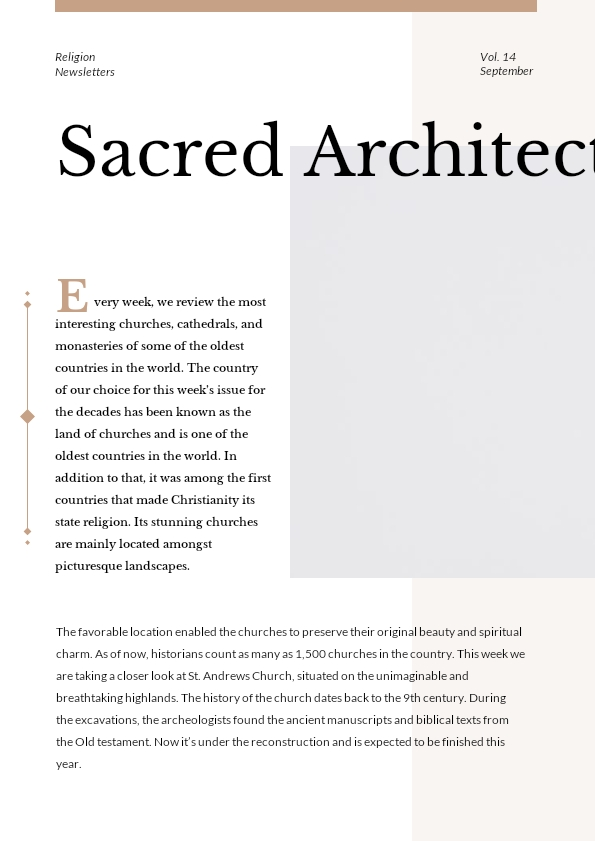 Religion
Newsletters
Vol. 14
September
Sacred Architect
Every week, we review the most
interesting churches, cathedrals, and
monasteries of some of the oldest
countries in the world. The country
of our choice for this week's issue for
the decades has been known as the
land of churches and is one of the
oldest countries in the world. In
addition to that, it was among the first
countries that made Christianity its
state religion. Its stunning churches
are mainly located amongst
picturesque landscapes.
The favorable location enabled the churches to preserve their original beauty and spiritual
charm. As of now, historians count as many as 1,500 churches in the country. This week we
are taking a closer look at St. Andrews Church, situated on the unimaginable and
breathtaking highlands. The history of the church dates back to the 9th century. During
the excavations, the archeologists found the ancient manuscripts and biblical texts from
the Old testament. Now it's under the reconstruction and is expected to be finished this
year.